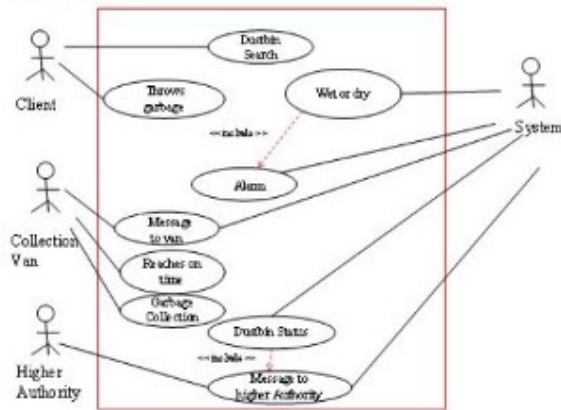 Dustbin
Search
Throws
garbage
Wet or dry
Client
System
<<include>>
Alarm
Message
to van
Collection
Van
Reaches on
time
Garbage
Collection
Dustbin Status
<<include>>
Higher
Authority
Message to
higher Authority